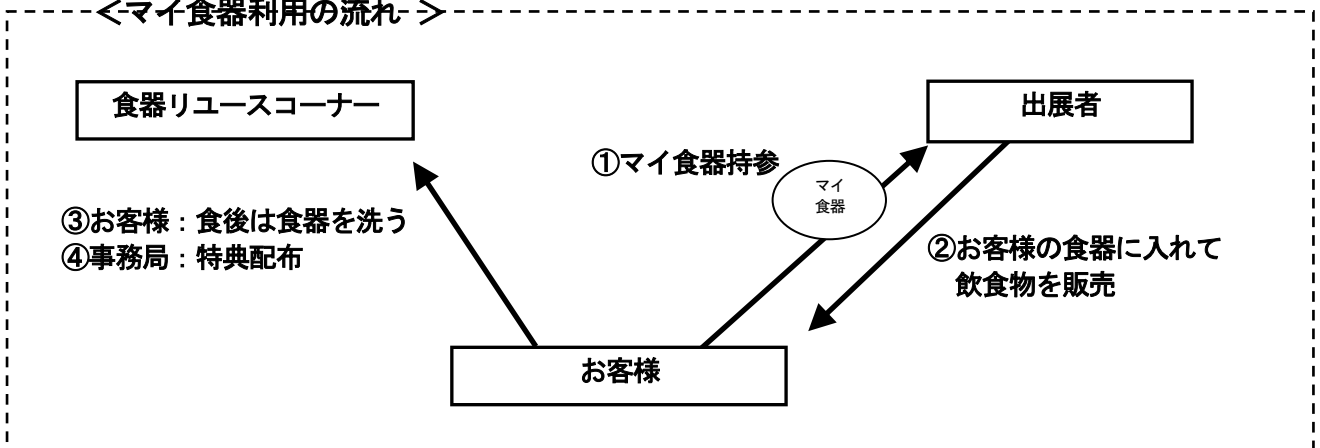 ＜マイ食器利用の流れ ＞
食器リユースコーナー
出展者
①マイ食器持参
マイ
食器
③お客様：食後は食器を洗う
④事務局：特典配布
②お客様の食器に入れて
飲食物を販売
お客様